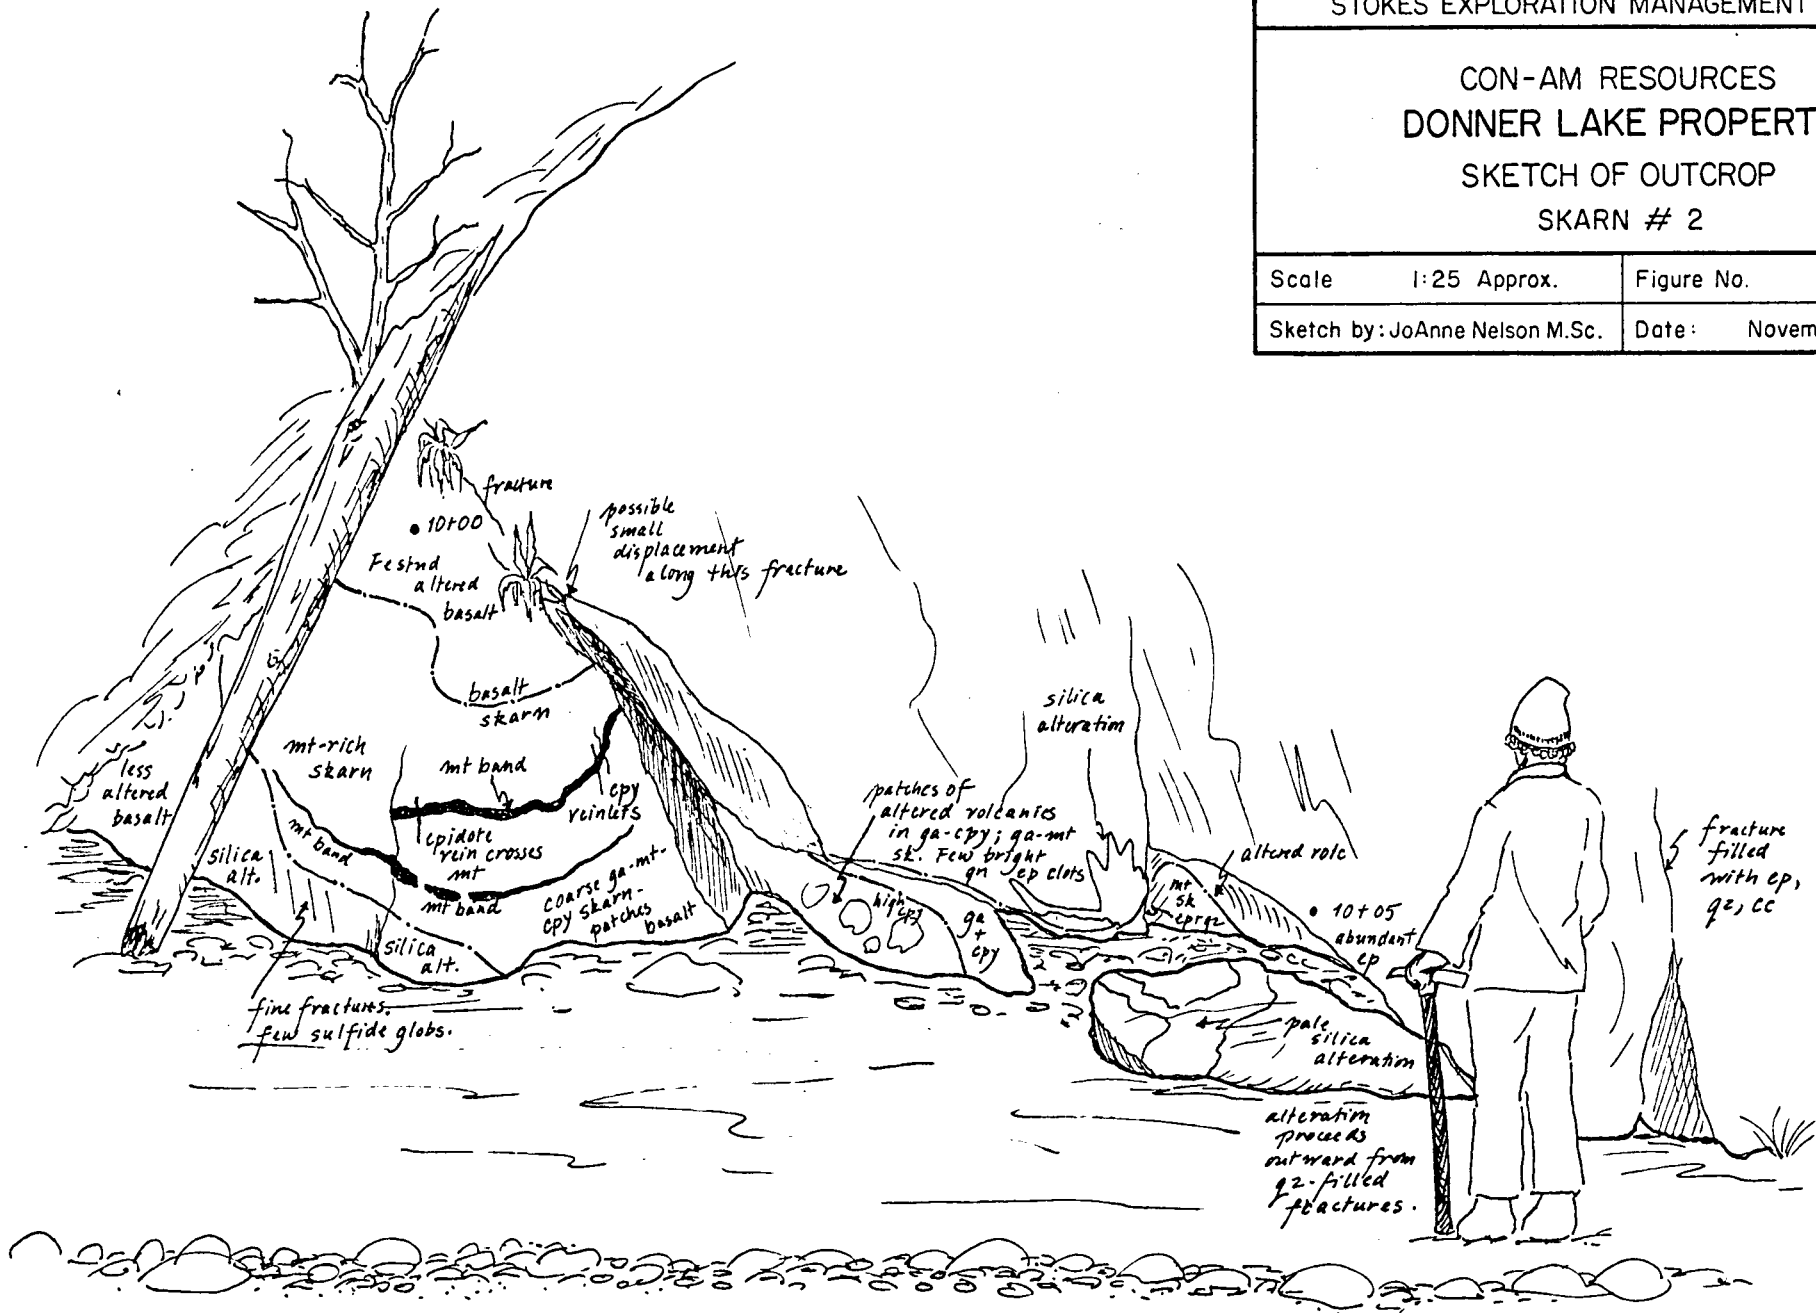 STOKES EXPLORATION MANAGEMENT
CON-AM RESOURCES
DONNER LAKE PROPERT
SKETCH OF OUTCROP
SKARN # 2
Scale 1:25 Approx.
Figure No.
Sketch by: JoAnne Nelson M.Sc.
Date: Novem
fracture
10+00
Festnd
altered
basalt
possible
small
displacement
along this fracture
basalt
skarn
mt-rich
skarn
mt band
cpy
veinlets
less
altered
basalt
mt band
epidote
vein crosses
mt
silica
alt.
mt band
coarse ga-mt-
cpy skarn-
patches
basalt
silica
alt.
fine fractures.
few sulfide globs.
silica
alteration
patches of
altered volcanics
in ga-cpy; ga-mt
sk. Few bright
gn ep clots
high
cpy
ga
+
cpy
altered volc
mt
sk
10+05
abundant
ep
cc
pale
silica
alteration
alteration
proceeds
outward from
qz-filled
fractures.
fracture
filled
with ep,
qz, cc